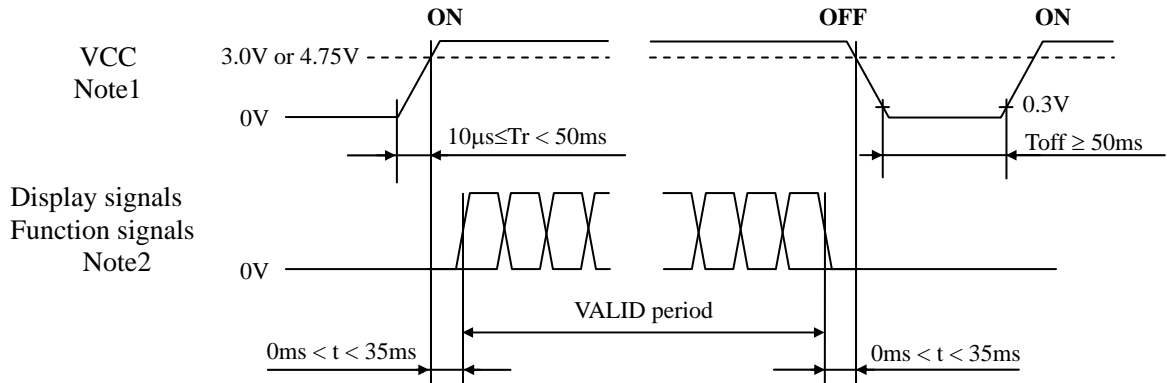 ON OFF ON
VCC
Note1
3.0V or 4.75V
0V
0.3V
10μs≤Tr < 50ms
Toff ≥ 50ms
Display signals
Function signals
Note2
0V
VALID period
0ms < t < 35ms
0ms < t < 35ms